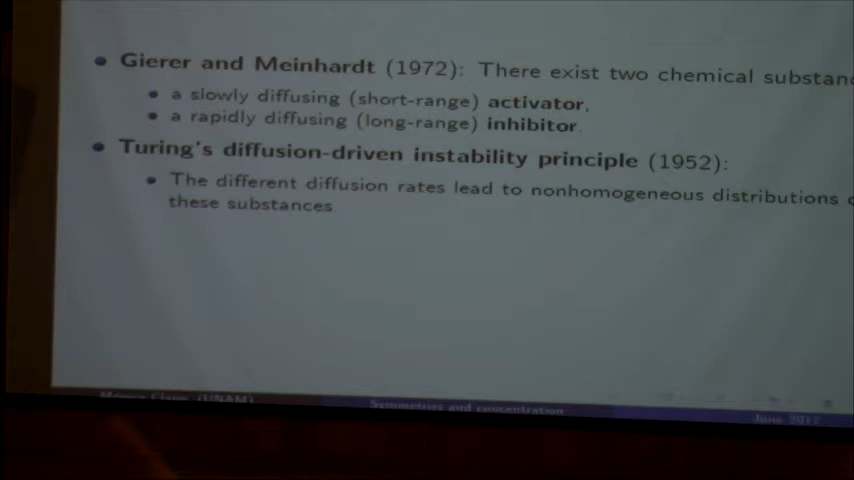 Gierer and Meinhardt (1972): There exist two chemical substanc
a slowly diffusing (short-range) activator,
a rapidly diffusing (long-range) inhibitor.
Turing's diffusion-driven instability principle (1952):
The different diffusion rates lead to nonhomogeneous distributions
these substances
(UNAM)
Symmetries and concentration
June, 2017